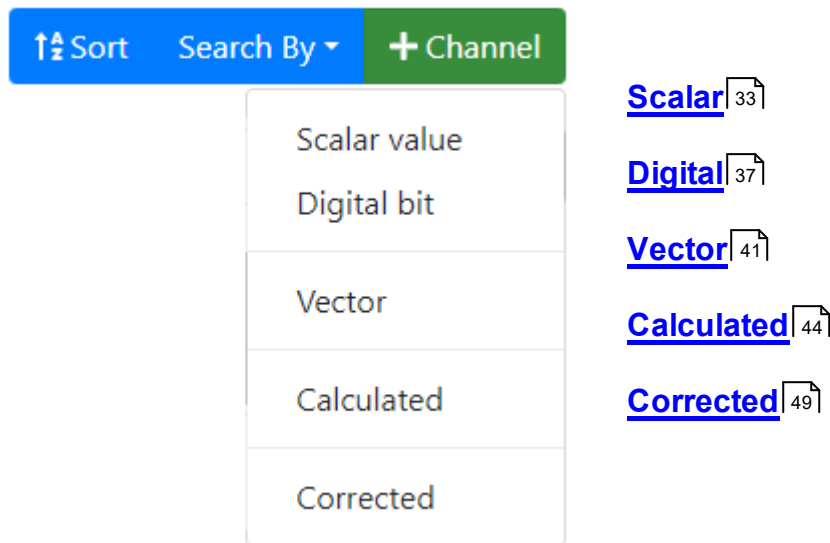 Sort Search By + Channel
Scalar value
Digital bit
Vector
Calculated
Corrected
Scalar 33
Digital 37
Vector 41
Calculated 44
Corrected 49